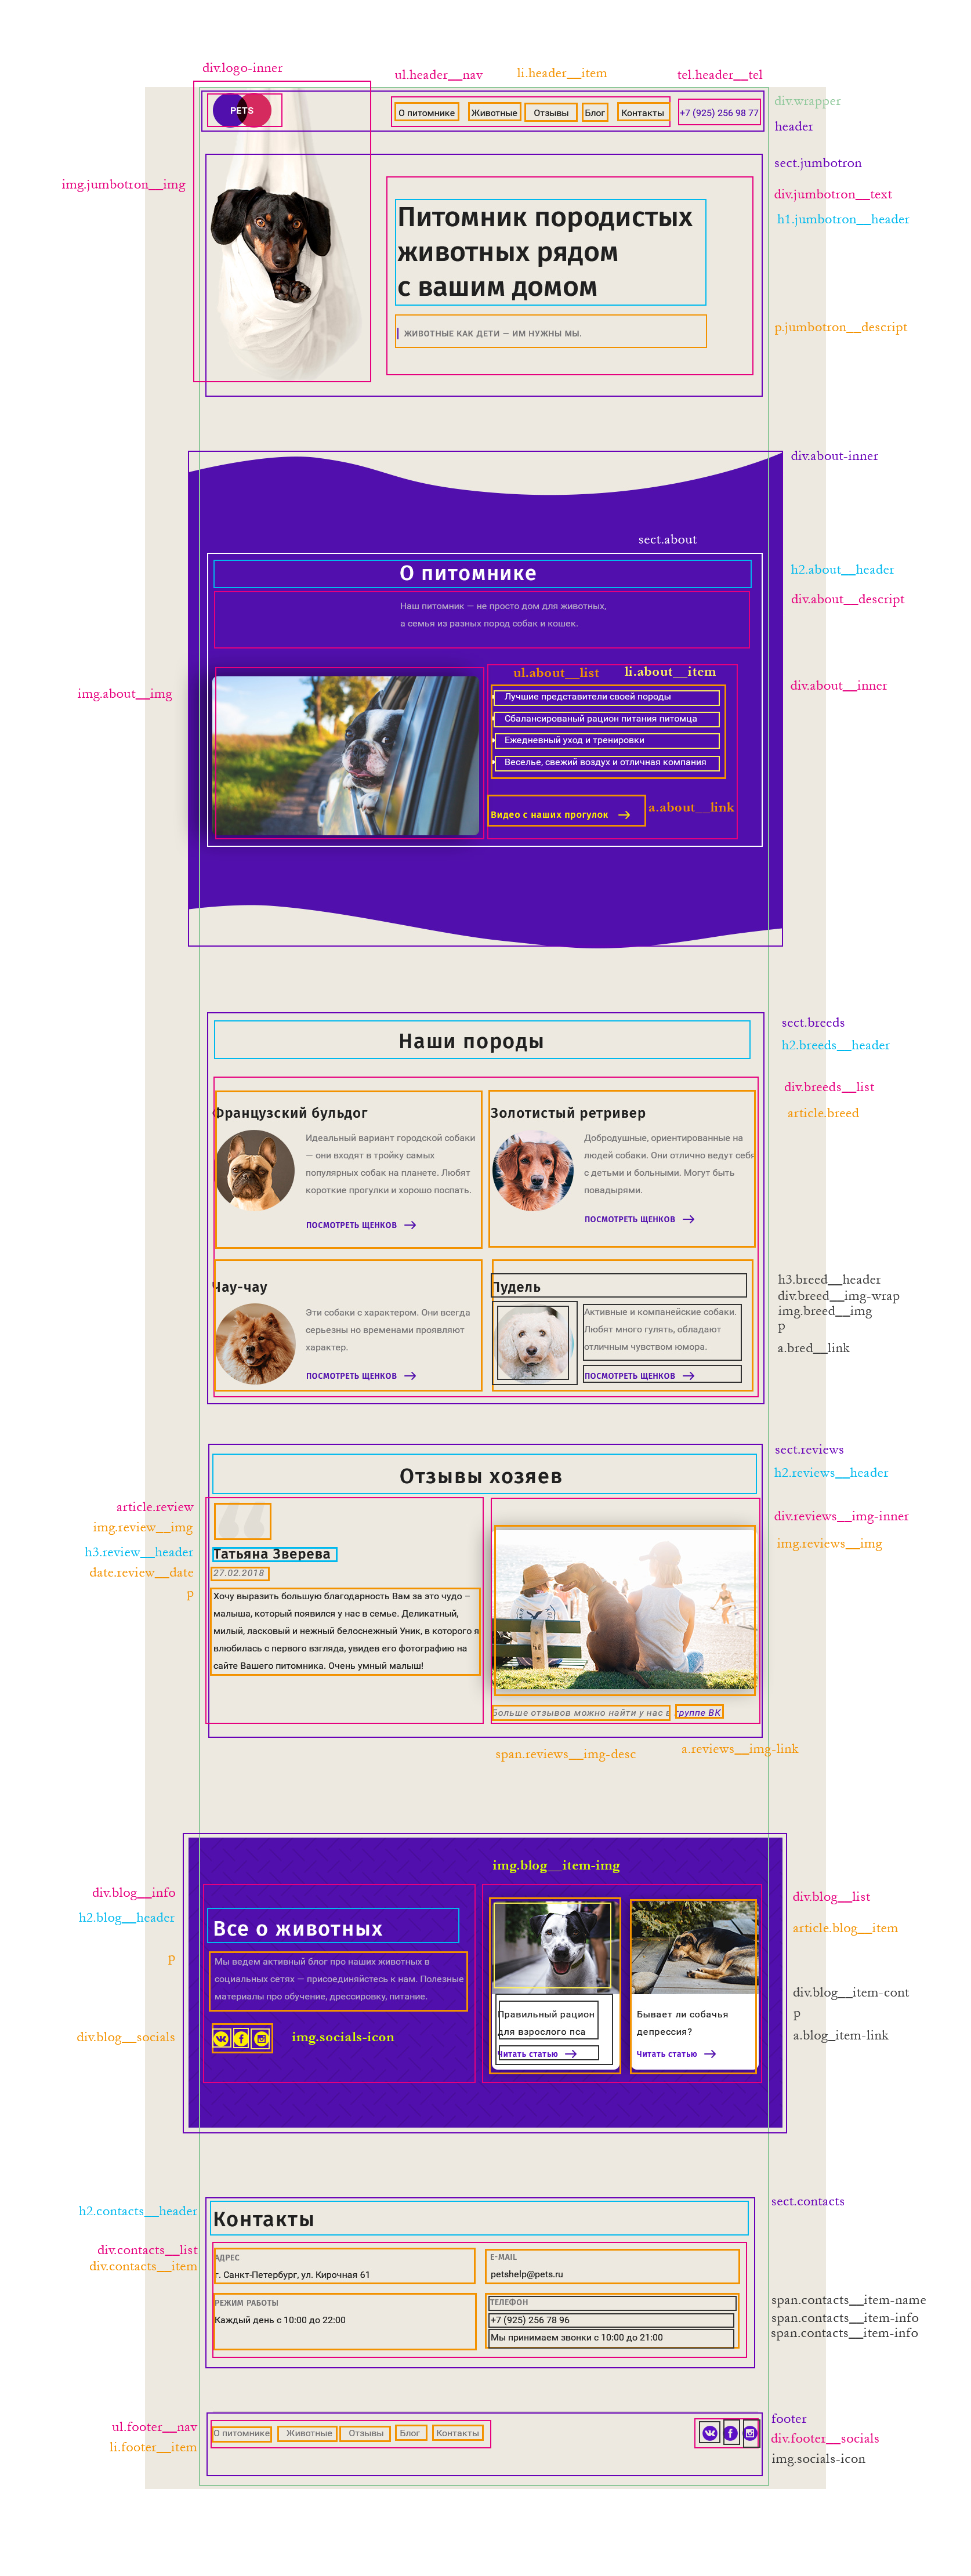 div.logo-inner
ul.header__nav
li.header__item
tel.header__tel
div.wrapper
PETS
О питомнике
Животные
Отзывы
Блог
Контакты
+7 (925) 256 98 77
header
sect.jumbotron
img.jumbotron__img
div.jumbotron__text
Питомник породистых
животных рядом
с вашим домом
h1.jumbotron__header
ЖИВОТНЫЕ КАК ДЕТИ — ИМ НУЖНЫ МЫ.
p.jumbotron__descript
div.about-inner
sect.about
О питомнике
h2.about__header
Наш питомник — не просто дом для животных,
а семья из разных пород собак и кошек.
div.about__descript
img.about__img
ul.about__list
li.about__item
div.about__inner
Лучшие представители своей породы
Сбалансированый рацион питания питомца
Ежедневный уход и тренировки
Веселье, свежий воздух и отличная компания
Видео с наших прогулок
a.about__link
sect.breeds
Наши породы
h2.breeds__header
div.breeds__list
article.breed
Французский бульдог
Идеальный вариант городской собаки
— они входят в тройку самых
популярных собак на планете. Любят
короткие прогулки и хорошо поспать.
ПОСМОТРЕТЬ ЩЕНКОВ
Золотистый ретривер
Добродушные, ориентированные на
людей собаки. Они отлично ведут себя
с детьми и больными. Могут быть
повадырями.
ПОСМОТРЕТЬ ЩЕНКОВ
Чау-чау
Эти собаки с характером. Они всегда
серьезны но временами проявляют
характер.
ПОСМОТРЕТЬ ЩЕНКОВ
Пудель
Активные и компанейские собаки.
Любят много гулять, обладают
отличным чувством юмора.
ПОСМОТРЕТЬ ЩЕНКОВ
h3.breed__header
div.breed__img-wrap
img.breed__img
p
a.bred__link
sect.reviews
Отзывы хозяев
h2.reviews__header
article.review
img.review__img
h3.review__header
date.review__date
p
Татьяна Зверева
27.02.2018
Хочу выразить большую благодарность Вам за это чудо –
малыша, который появился у нас в семье. Деликатный,
милый, ласковый и нежный белоснежный Уник, в которого я
влюбилась с первого взгляда, увидев его фотографию на
сайте Вашего питомника. Очень умный малыш!
div.reviews__img-inner
img.reviews__img
Больше отзывов можно найти у нас в группе ВК
span.reviews__img-desc
a.reviews__img-link
img.blog__item-img
div.blog__info
h2.blog__header
p
div.blog__socials
Все о животных
Мы ведем активный блог про наших животных в
социальных сетях — присоединяйтесь к нам. Полезные
материалы про обучение, дрессировку, питание.
img.socials-icon
Правильный рацион
для взрослого пса
Читать статью
Бывает ли собачья
депрессия?
Читать статью
div.blog__list
article.blog__item
div.blog__item-cont
p
a.blog_item-link
sect.contacts
h2.contacts__header
Контакты
div.contacts__list
div.contacts__item
АДРЕС
г. Санкт-Петербург, ул. Кирочная 61
E-MAIL
petshelp@pets.ru
РЕЖИМ РАБОТЫ
Каждый день с 10:00 до 22:00
ТЕЛЕФОН
+7 (925) 256 78 96
Мы принимаем звонки с 10:00 до 21:00
span.contacts__item-name
span.contacts__item-info
span.contacts__item-info
ul.footer__nav
li.footer__item
О питомнике
Животные
Отзывы
Блог
Контакты
footer
div.footer__socials
img.socials-icon